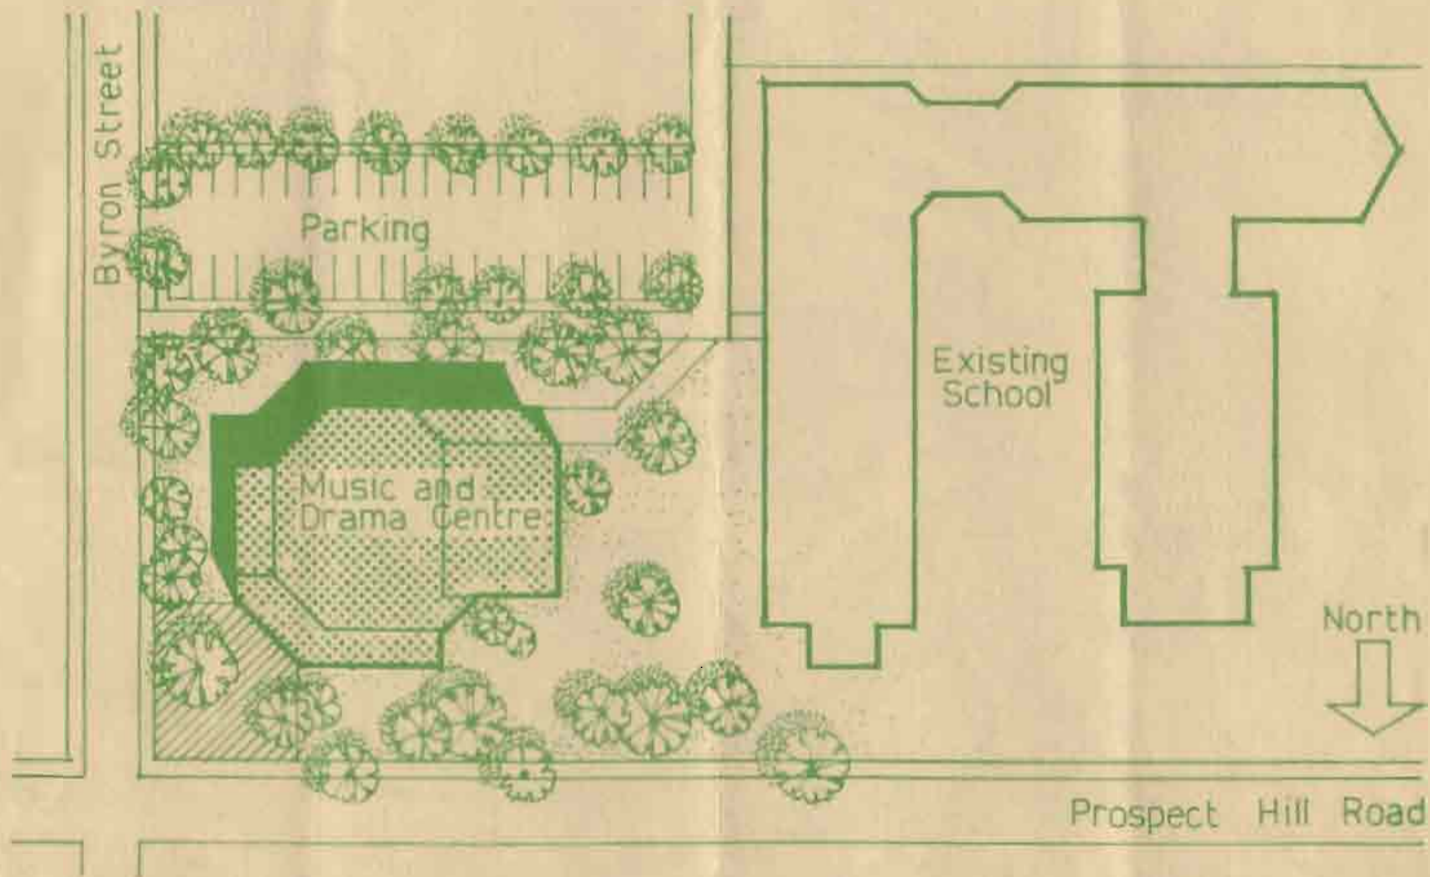 Byron Street
Parking
Existing
School
Music and
Drama Centre
North
Prospect Hill Road